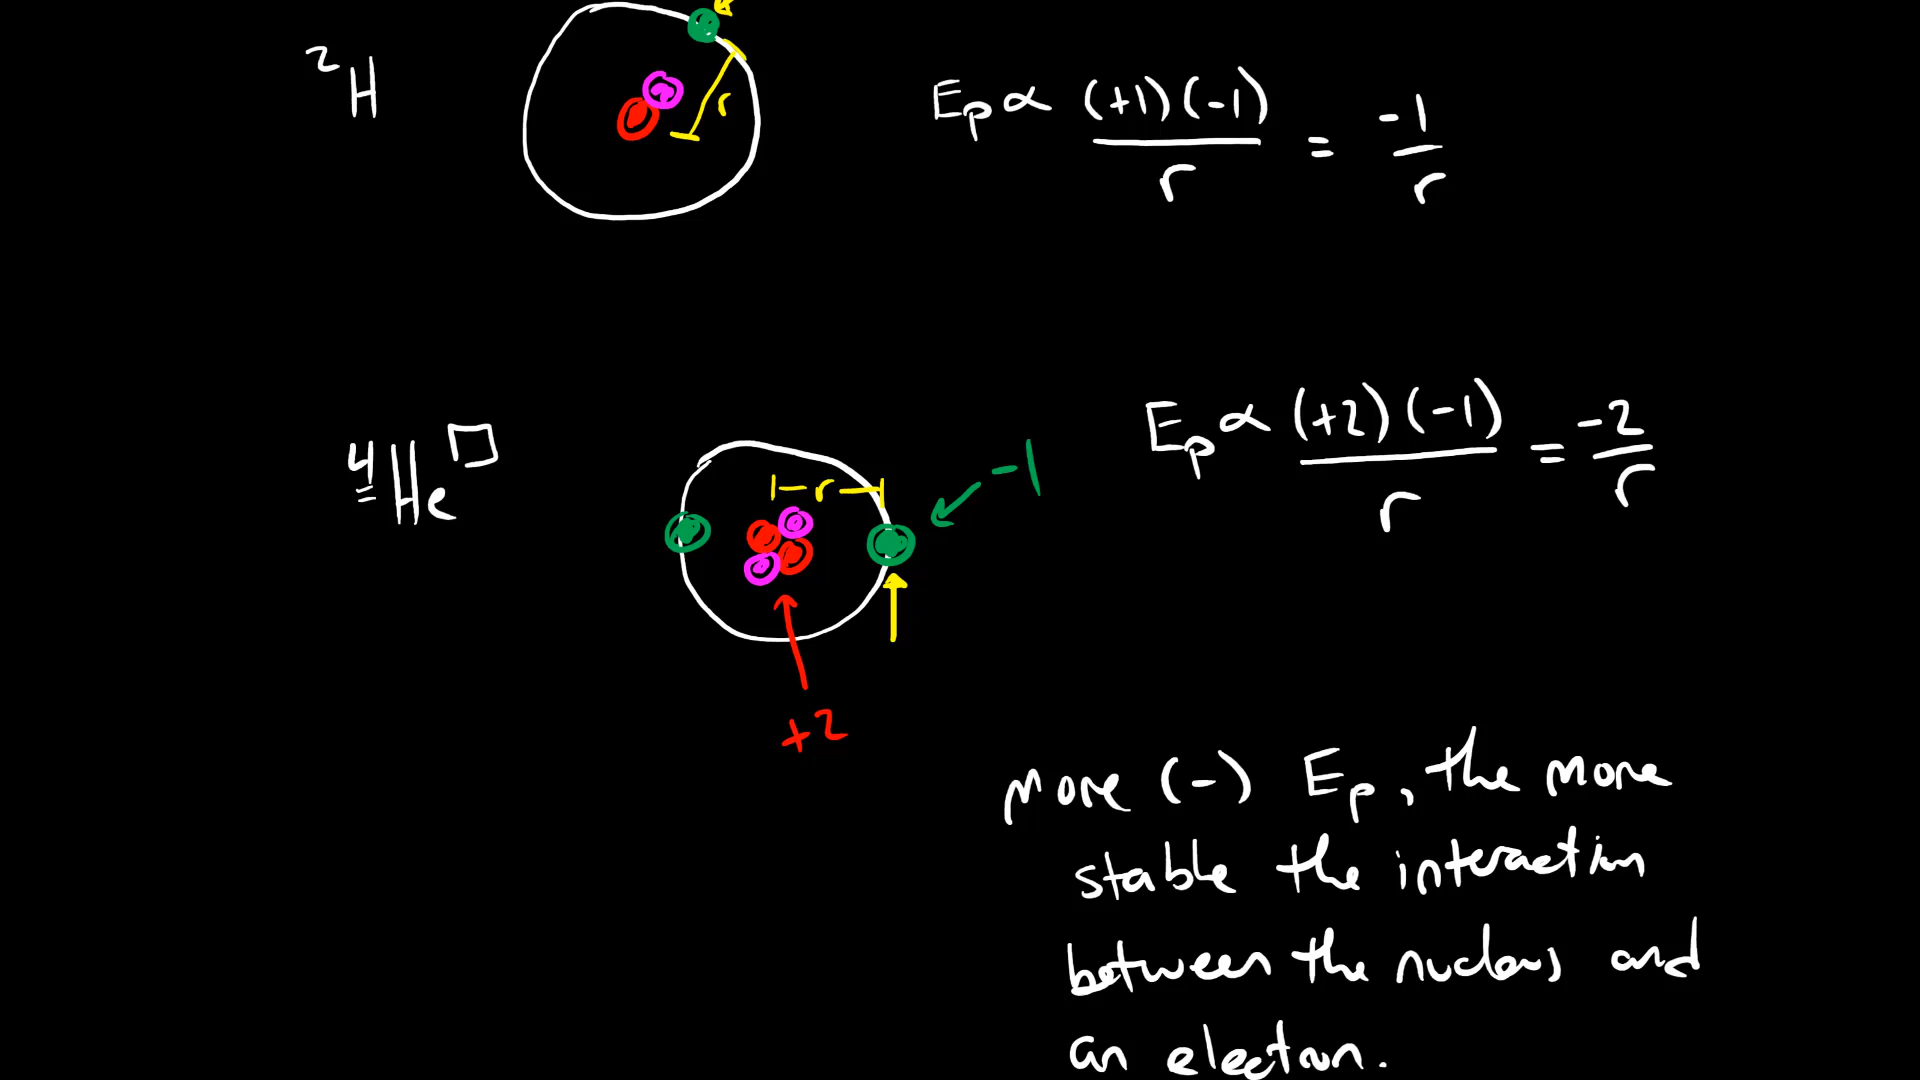 ²H
r
Ep ∝ (+1)(-1)/r = -1/r
⁴He□
r
-1
+2
Ep ∝ (+2)(-1)/r = -2/r
more (-) Ep, the more
stable the interaction
between the nucleus and
an electron.